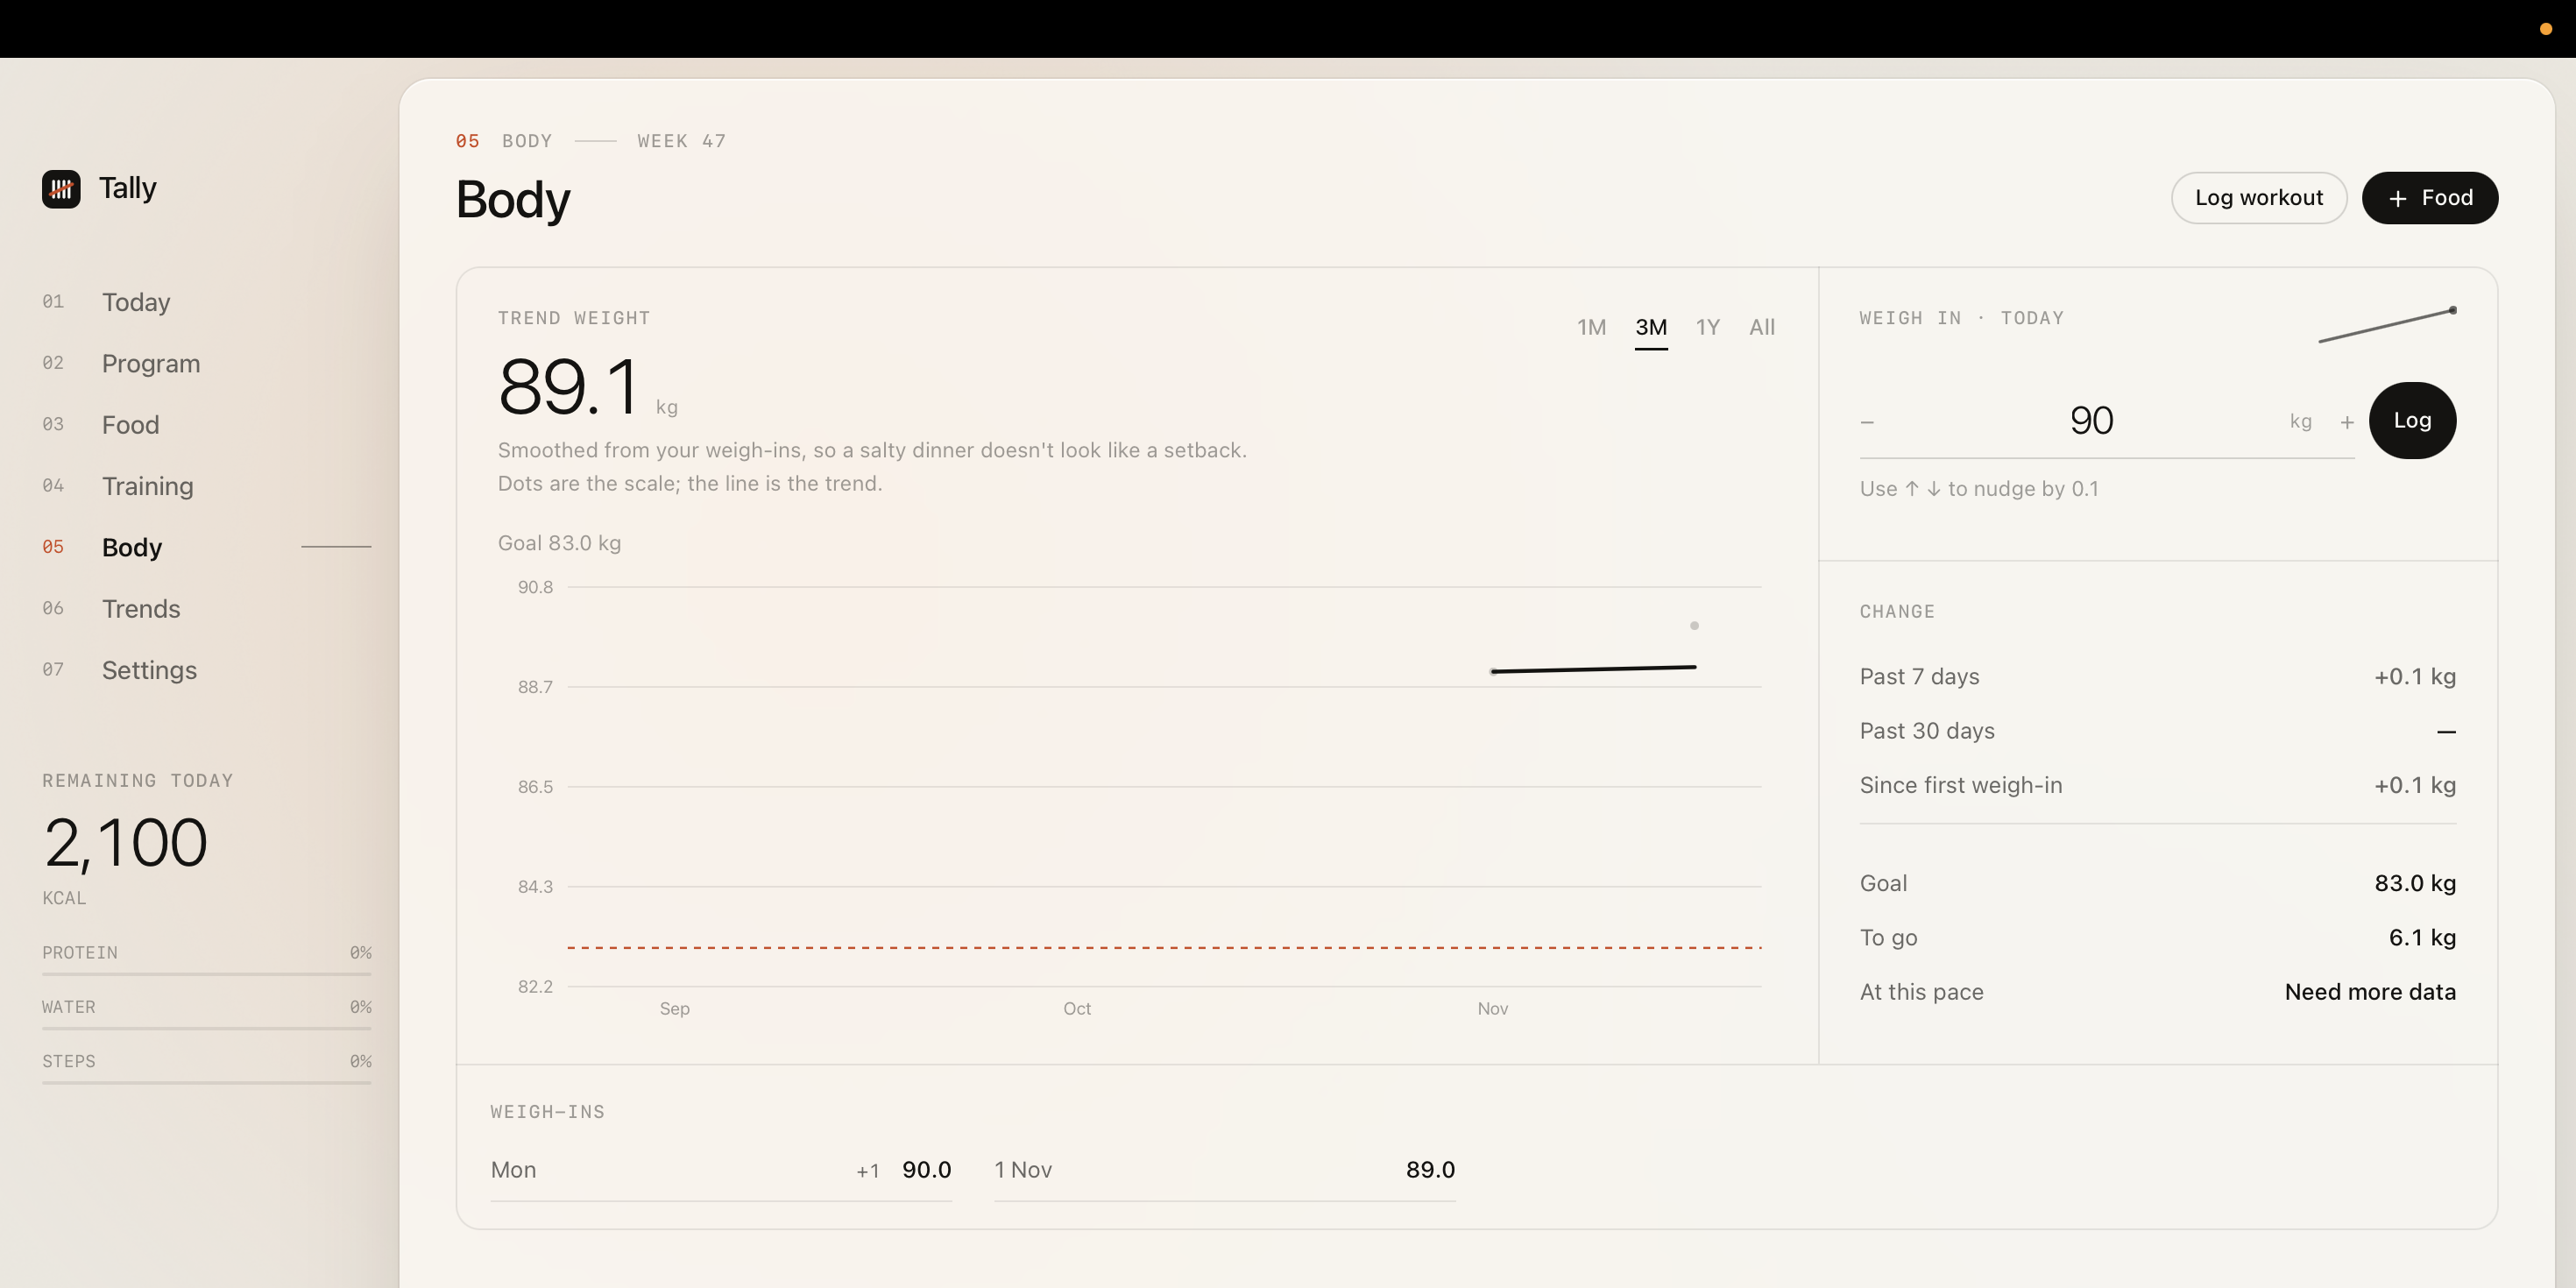 Tally
01 Today
02 Program
03 Food
04 Training
05 Body
06 Trends
07 Settings
REMAINING TODAY
2,100
KCAL
PROTEIN 0%
WATER 0%
STEPS 0%
05 BODY — WEEK 47
Body
Log workout
+ Food
TREND WEIGHT
1M 3M 1Y All
89.1 kg
Smoothed from your weigh-ins, so a salty dinner doesn't look like a setback.
Dots are the scale; the line is the trend.
Goal 83.0 kg
90.8
88.7
86.5
84.3
82.2
Sep Oct Nov
WEIGH IN · TODAY
− 90 kg + Log
Use ↑ ↓ to nudge by 0.1
CHANGE
Past 7 days +0.1 kg
Past 30 days —
Since first weigh-in +0.1 kg
Goal 83.0 kg
To go 6.1 kg
At this pace Need more data
WEIGH-INS
Mon +1 90.0 1 Nov 89.0